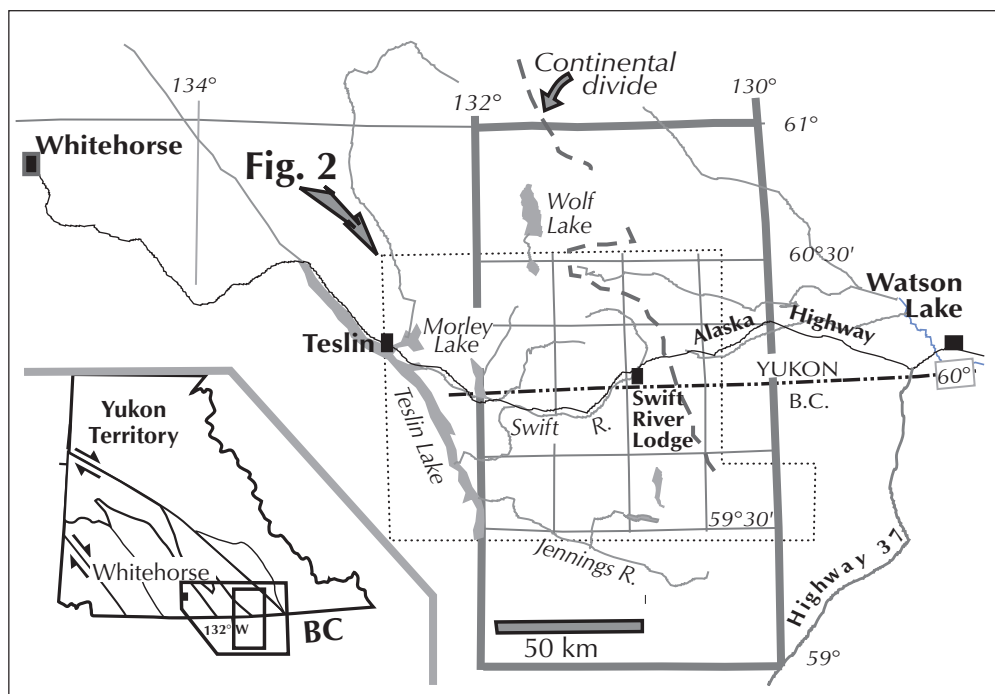 Continental
divide
134°
132°
130°
61°
Whitehorse
Fig. 2
Wolf
Lake
60°30'
Watson
Lake
Teslin
Morley
Lake
Alaska
Highway
YUKON
60°
B.C.
Teslin Lake
Swift
R.
Swift
River
Lodge
59°30'
Jennings R.
Highway 37
50 km
59°
Yukon
Territory
Whitehorse
132° W
BC